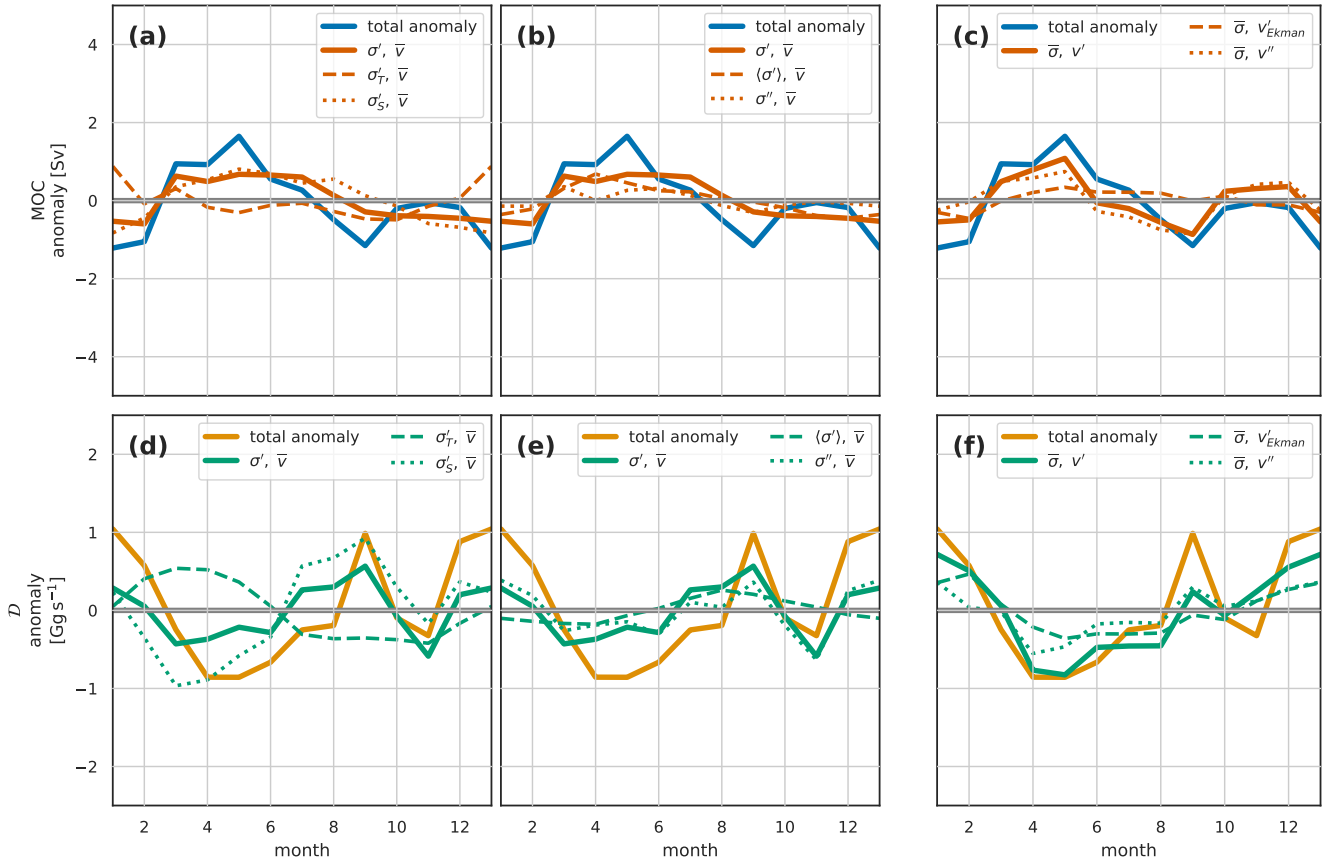 (a)
total anomaly
σ′, v̅
σ′_T, v̅
σ′_S, v̅
(b)
total anomaly
σ′, v̅
⟨σ′⟩, v̅
σ′′, v̅
(c)
total anomaly
σ̅, v′
σ̅, v′_Ekman
σ̅, v′′
MOC
anomaly [Sv]
4
2
0
−2
−4
(d)
total anomaly
σ′, v̅
σ′_T, v̅
σ′_S, v̅
(e)
total anomaly
σ′, v̅
⟨σ′⟩, v̅
σ′′, v̅
(f)
total anomaly
σ̅, v′
σ̅, v′_Ekman
σ̅, v′′
𝒟
anomaly
[Gg s⁻¹]
2
1
0
−1
−2
2 4 6 8 10 12
2 4 6 8 10 12
2 4 6 8 10 12
month
month
month